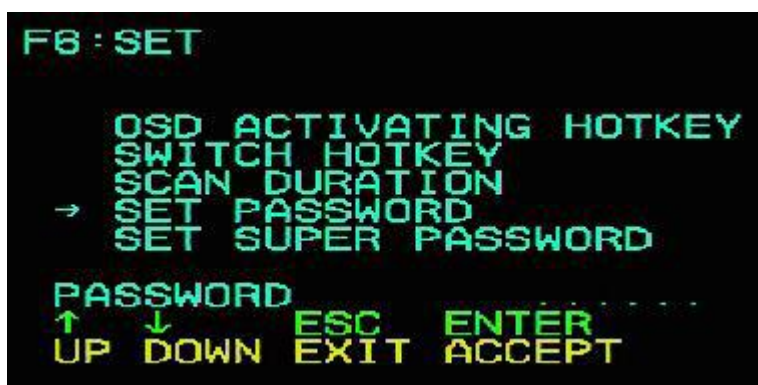 F6:SET
OSD ACTIVATING HOTKEY
SWITCH HOTKEY
SCAN DURATION
→ SET PASSWORD
SET SUPER PASSWORD
PASSWORD ......
↑ ↓ ESC ENTER
UP DOWN EXIT ACCEPT